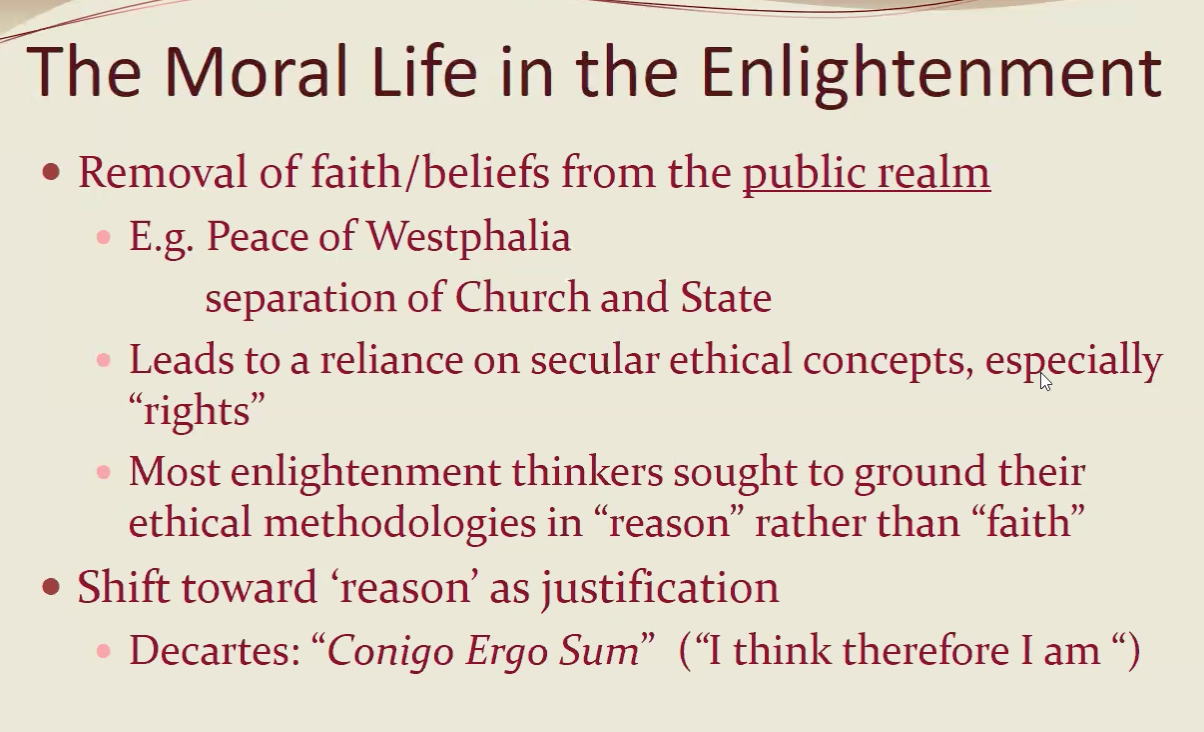 The Moral Life in the Enlightenment
• Removal of faith/beliefs from the public realm
• E.g. Peace of Westphalia
separation of Church and State
• Leads to a reliance on secular ethical concepts, especially
“rights”
• Most enlightenment thinkers sought to ground their
ethical methodologies in “reason” rather than “faith”
• Shift toward ‘reason’ as justification
• Decartes: “Conigo Ergo Sum” (“I think therefore I am “)